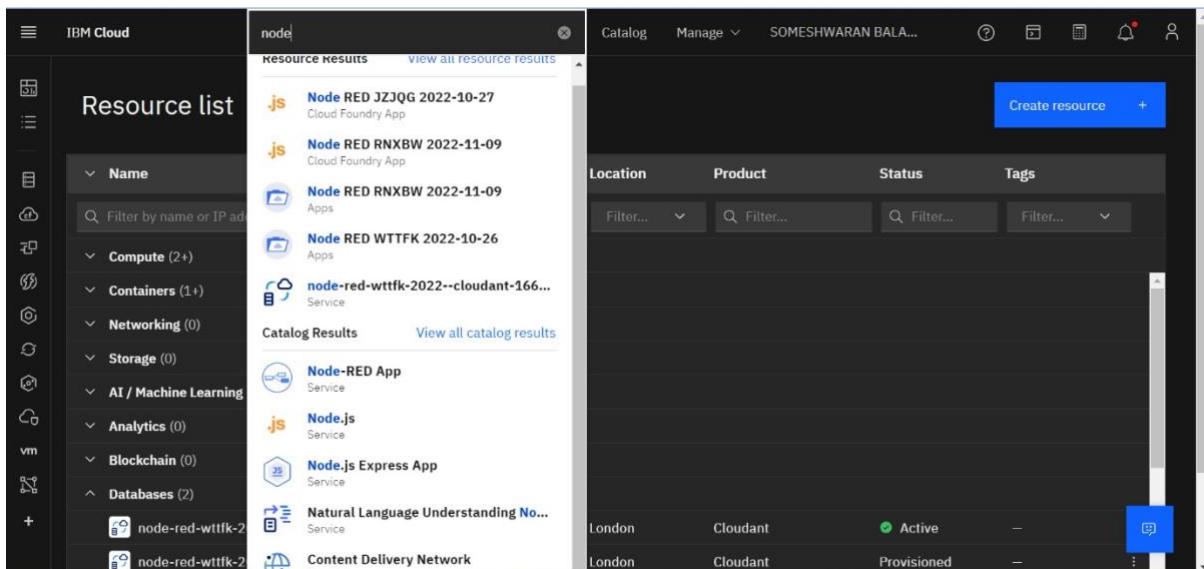 IBM Cloud
node
Catalog
Manage
SOMESHWARAN BALA...
Resource list
Create resource +
Resource Results View all resource results
.js Node RED JZJQG 2022-10-27
Cloud Foundry App
.js Node RED RNXBW 2022-11-09
Cloud Foundry App
Node RED RNXBW 2022-11-09
Apps
Node RED WTTFK 2022-10-26
Apps
node-red-wttfk-2022--cloudant-166...
Service
Catalog Results View all catalog results
Node-RED App
Service
.js Node.js
Service
JS Node.js Express App
Service
Natural Language Understanding No...
Service
Content Delivery Network
Name Location Product Status Tags
Filter by name or IP ad Filter... Filter... Filter... Filter...
Compute (2+)
Containers (1+)
Networking (0)
Storage (0)
AI / Machine Learning
Analytics (0)
Blockchain (0)
Databases (2)
node-red-wttfk-2 London Cloudant Active –
node-red-wttfk-2 London Cloudant Provisioned –
vm